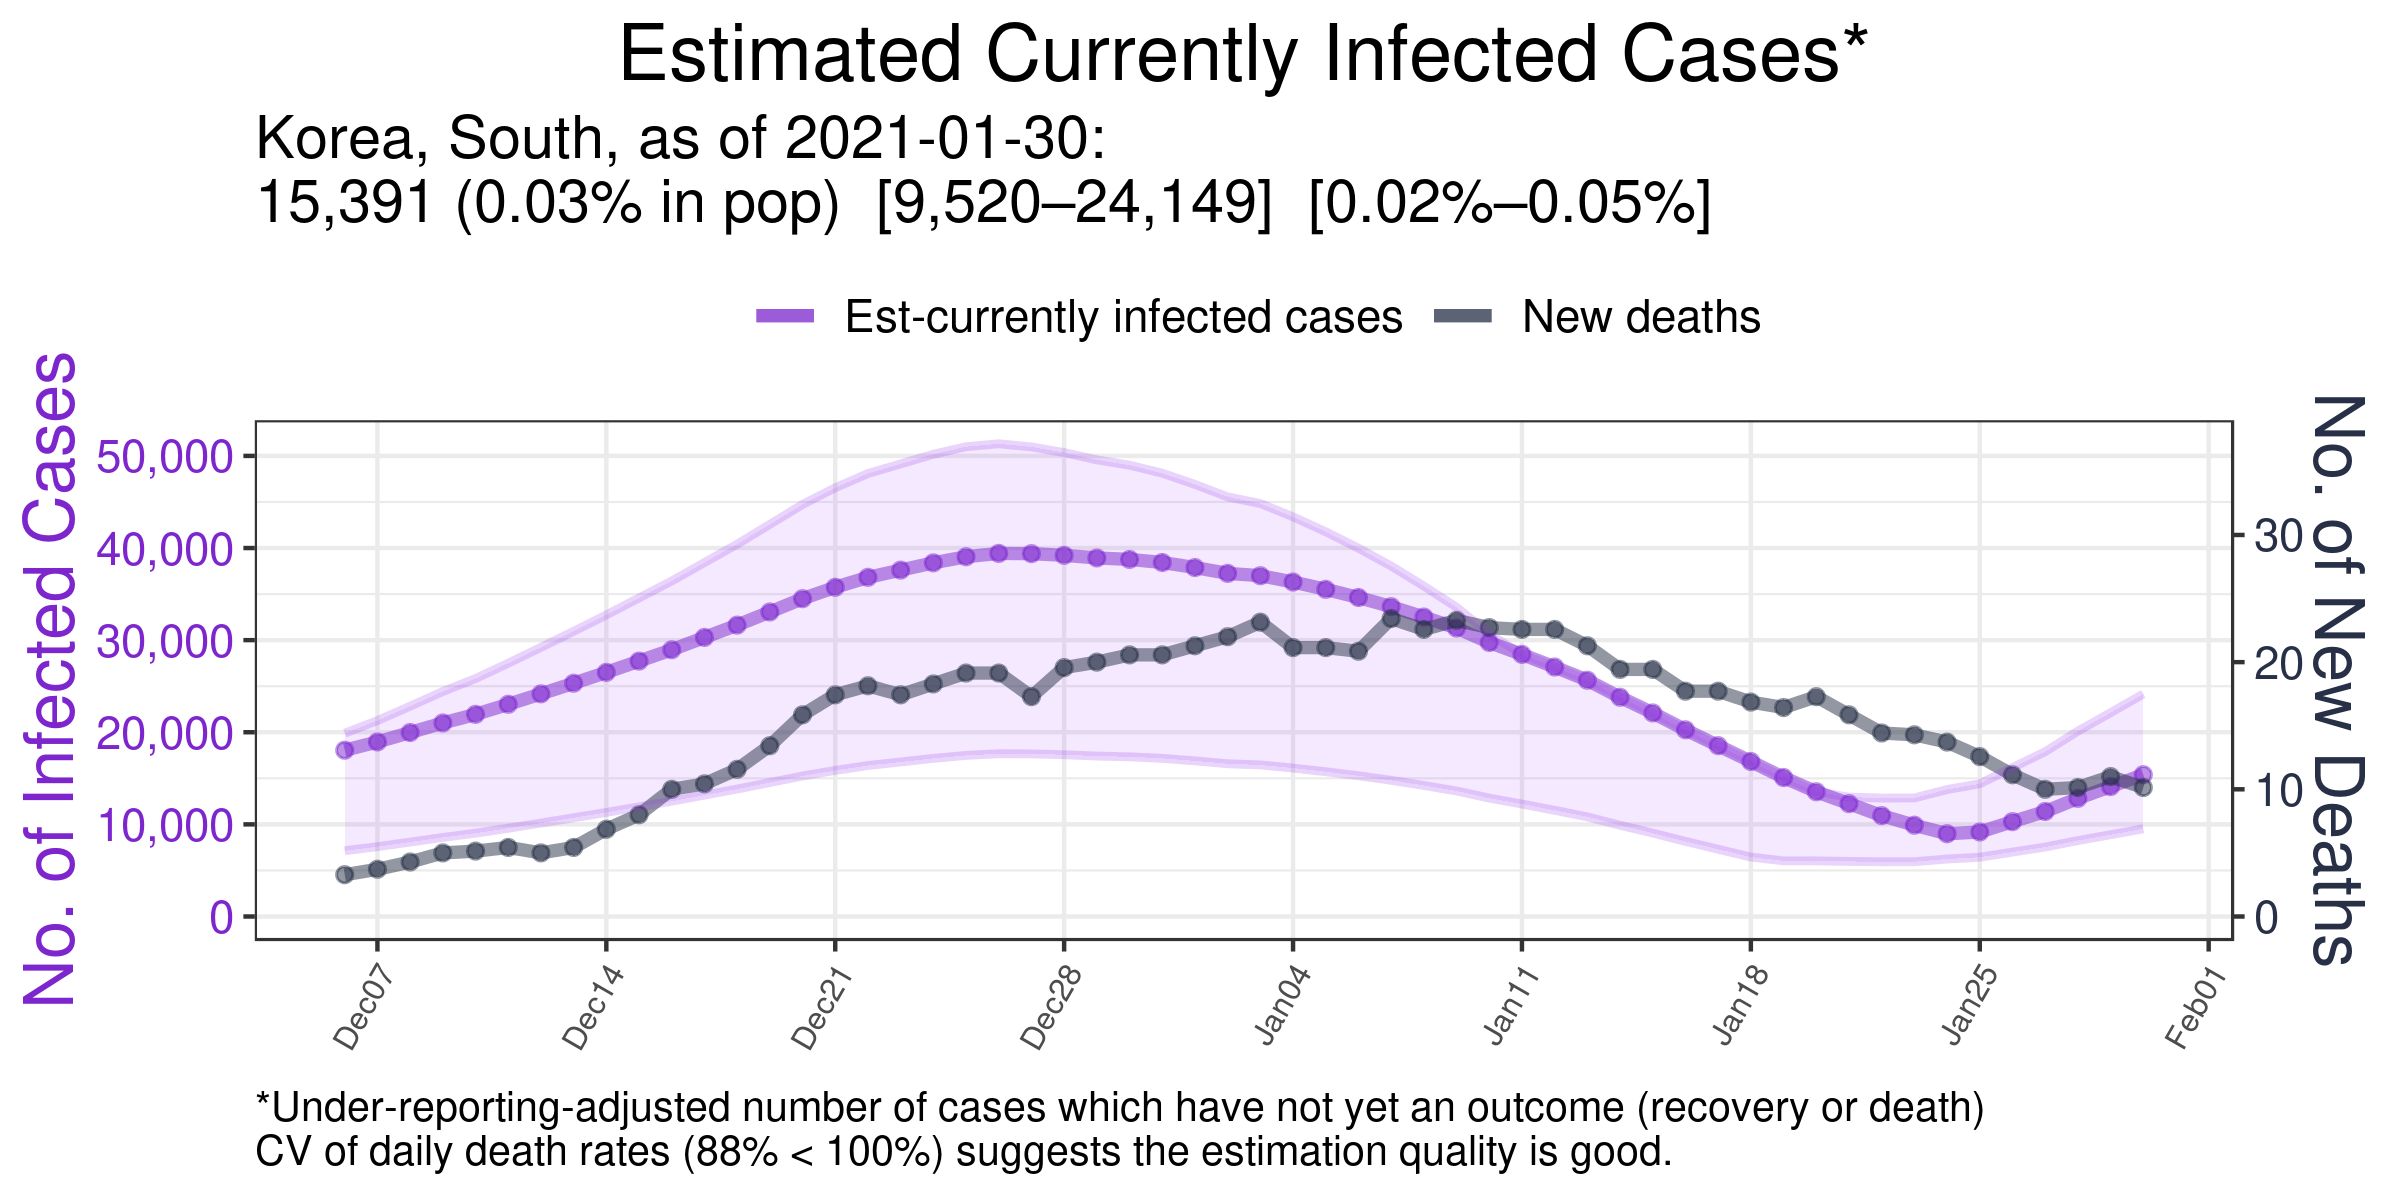 Estimated Currently Infected Cases*
Korea, South, as of 2021-01-30:
15,391 (0.03% in pop)  [9,520–24,149]  [0.02%–0.05%]
Est-currently infected cases
New deaths
No. of Infected Cases
50,000
40,000
30,000
20,000
10,000
0
30
20
10
0
No. of New Deaths
Dec07
Dec14
Dec21
Dec28
Jan04
Jan11
Jan18
Jan25
Feb01
*Under-reporting-adjusted number of cases which have not yet an outcome (recovery or death)
CV of daily death rates (88% < 100%) suggests the estimation quality is good.